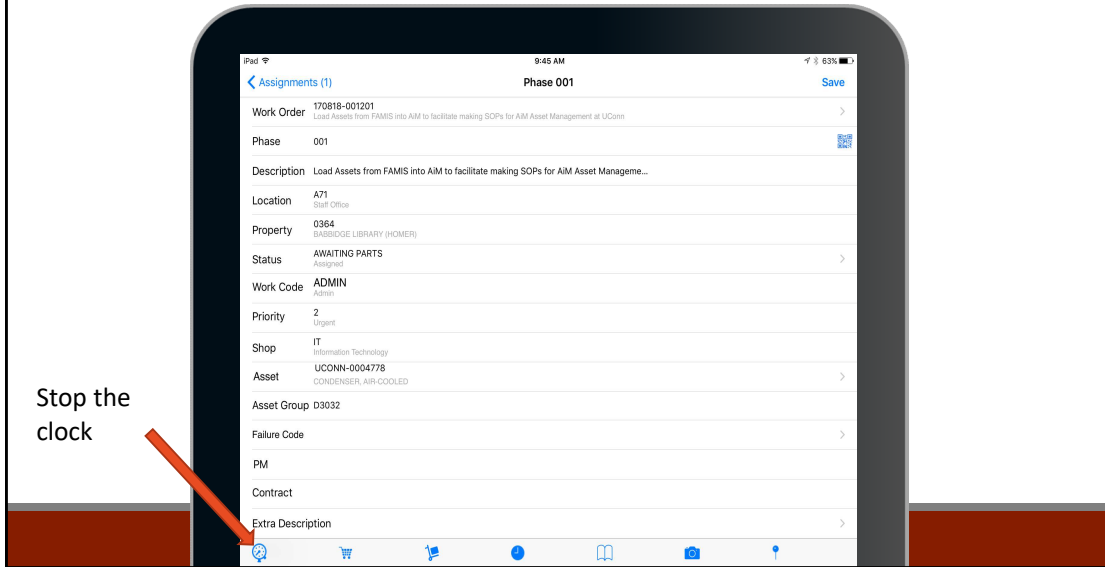 iPad 9:45 AM 63%
Assignments (1) Phase 001 Save
Work Order 170818-001201
Load Assets from FAMIS into AiM to facilitate making SOPs for AiM Asset Management at UConn
Phase 001
Description Load Assets from FAMIS into AiM to facilitate making SOPs for AiM Asset Manageme...
Location A71
Staff Office
Property 0364
BABBIDGE LIBRARY (HOMER)
Status AWAITING PARTS
Assigned
Work Code ADMIN
Admin
Priority 2
Urgent
Shop IT
Information Technology
Asset UCONN-0004778
CONDENSER, AIR-COOLED
Asset Group D3032
Failure Code
PM
Contract
Extra Description
Stop the
clock